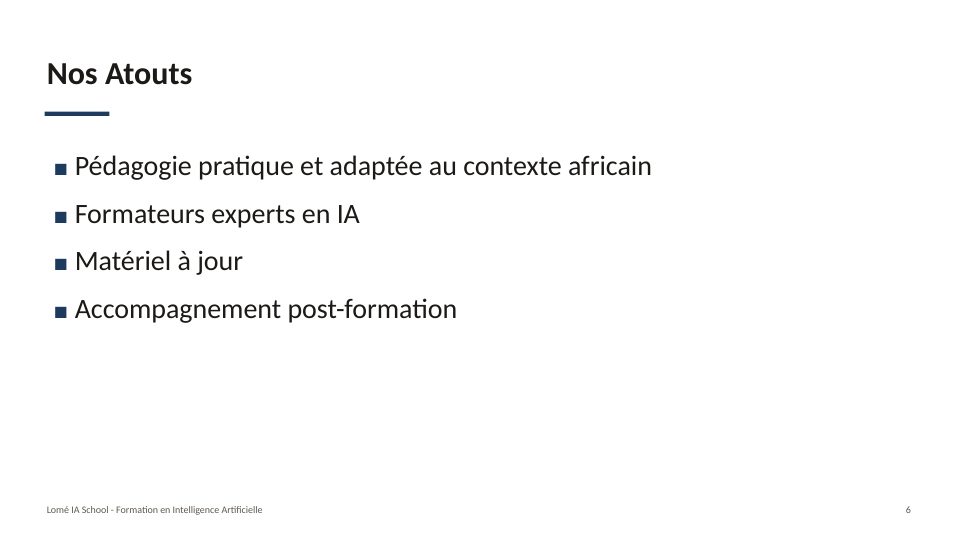 Nos Atouts
▪ Pédagogie pratique et adaptée au contexte africain
▪ Formateurs experts en IA
▪ Matériel à jour
▪ Accompagnement post-formation
Lomé IA School - Formation en Intelligence Artificielle
6